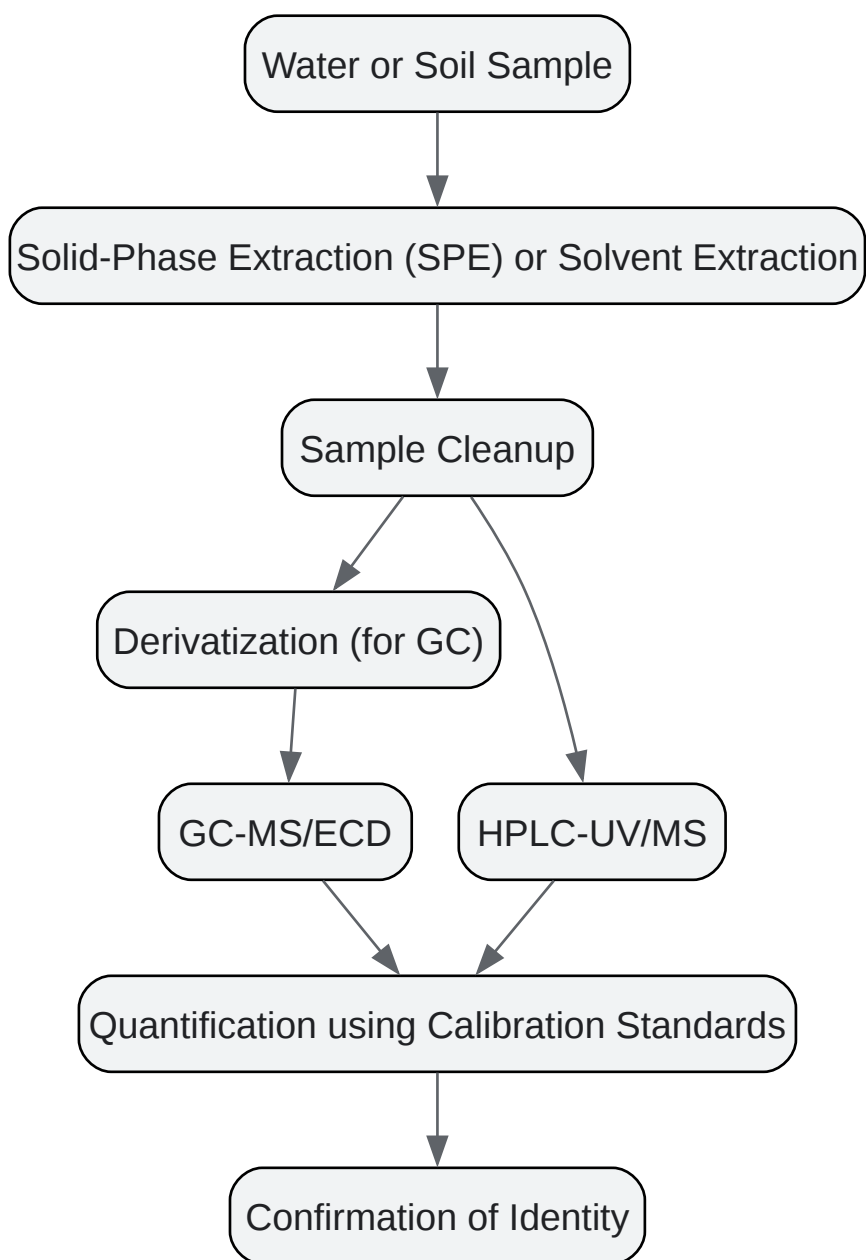 Water or Soil Sample
Solid-Phase Extraction (SPE) or Solvent Extraction
Sample Cleanup
Derivatization (for GC)
GC-MS/ECD
HPLC-UV/MS
Quantification using Calibration Standards
Confirmation of Identity